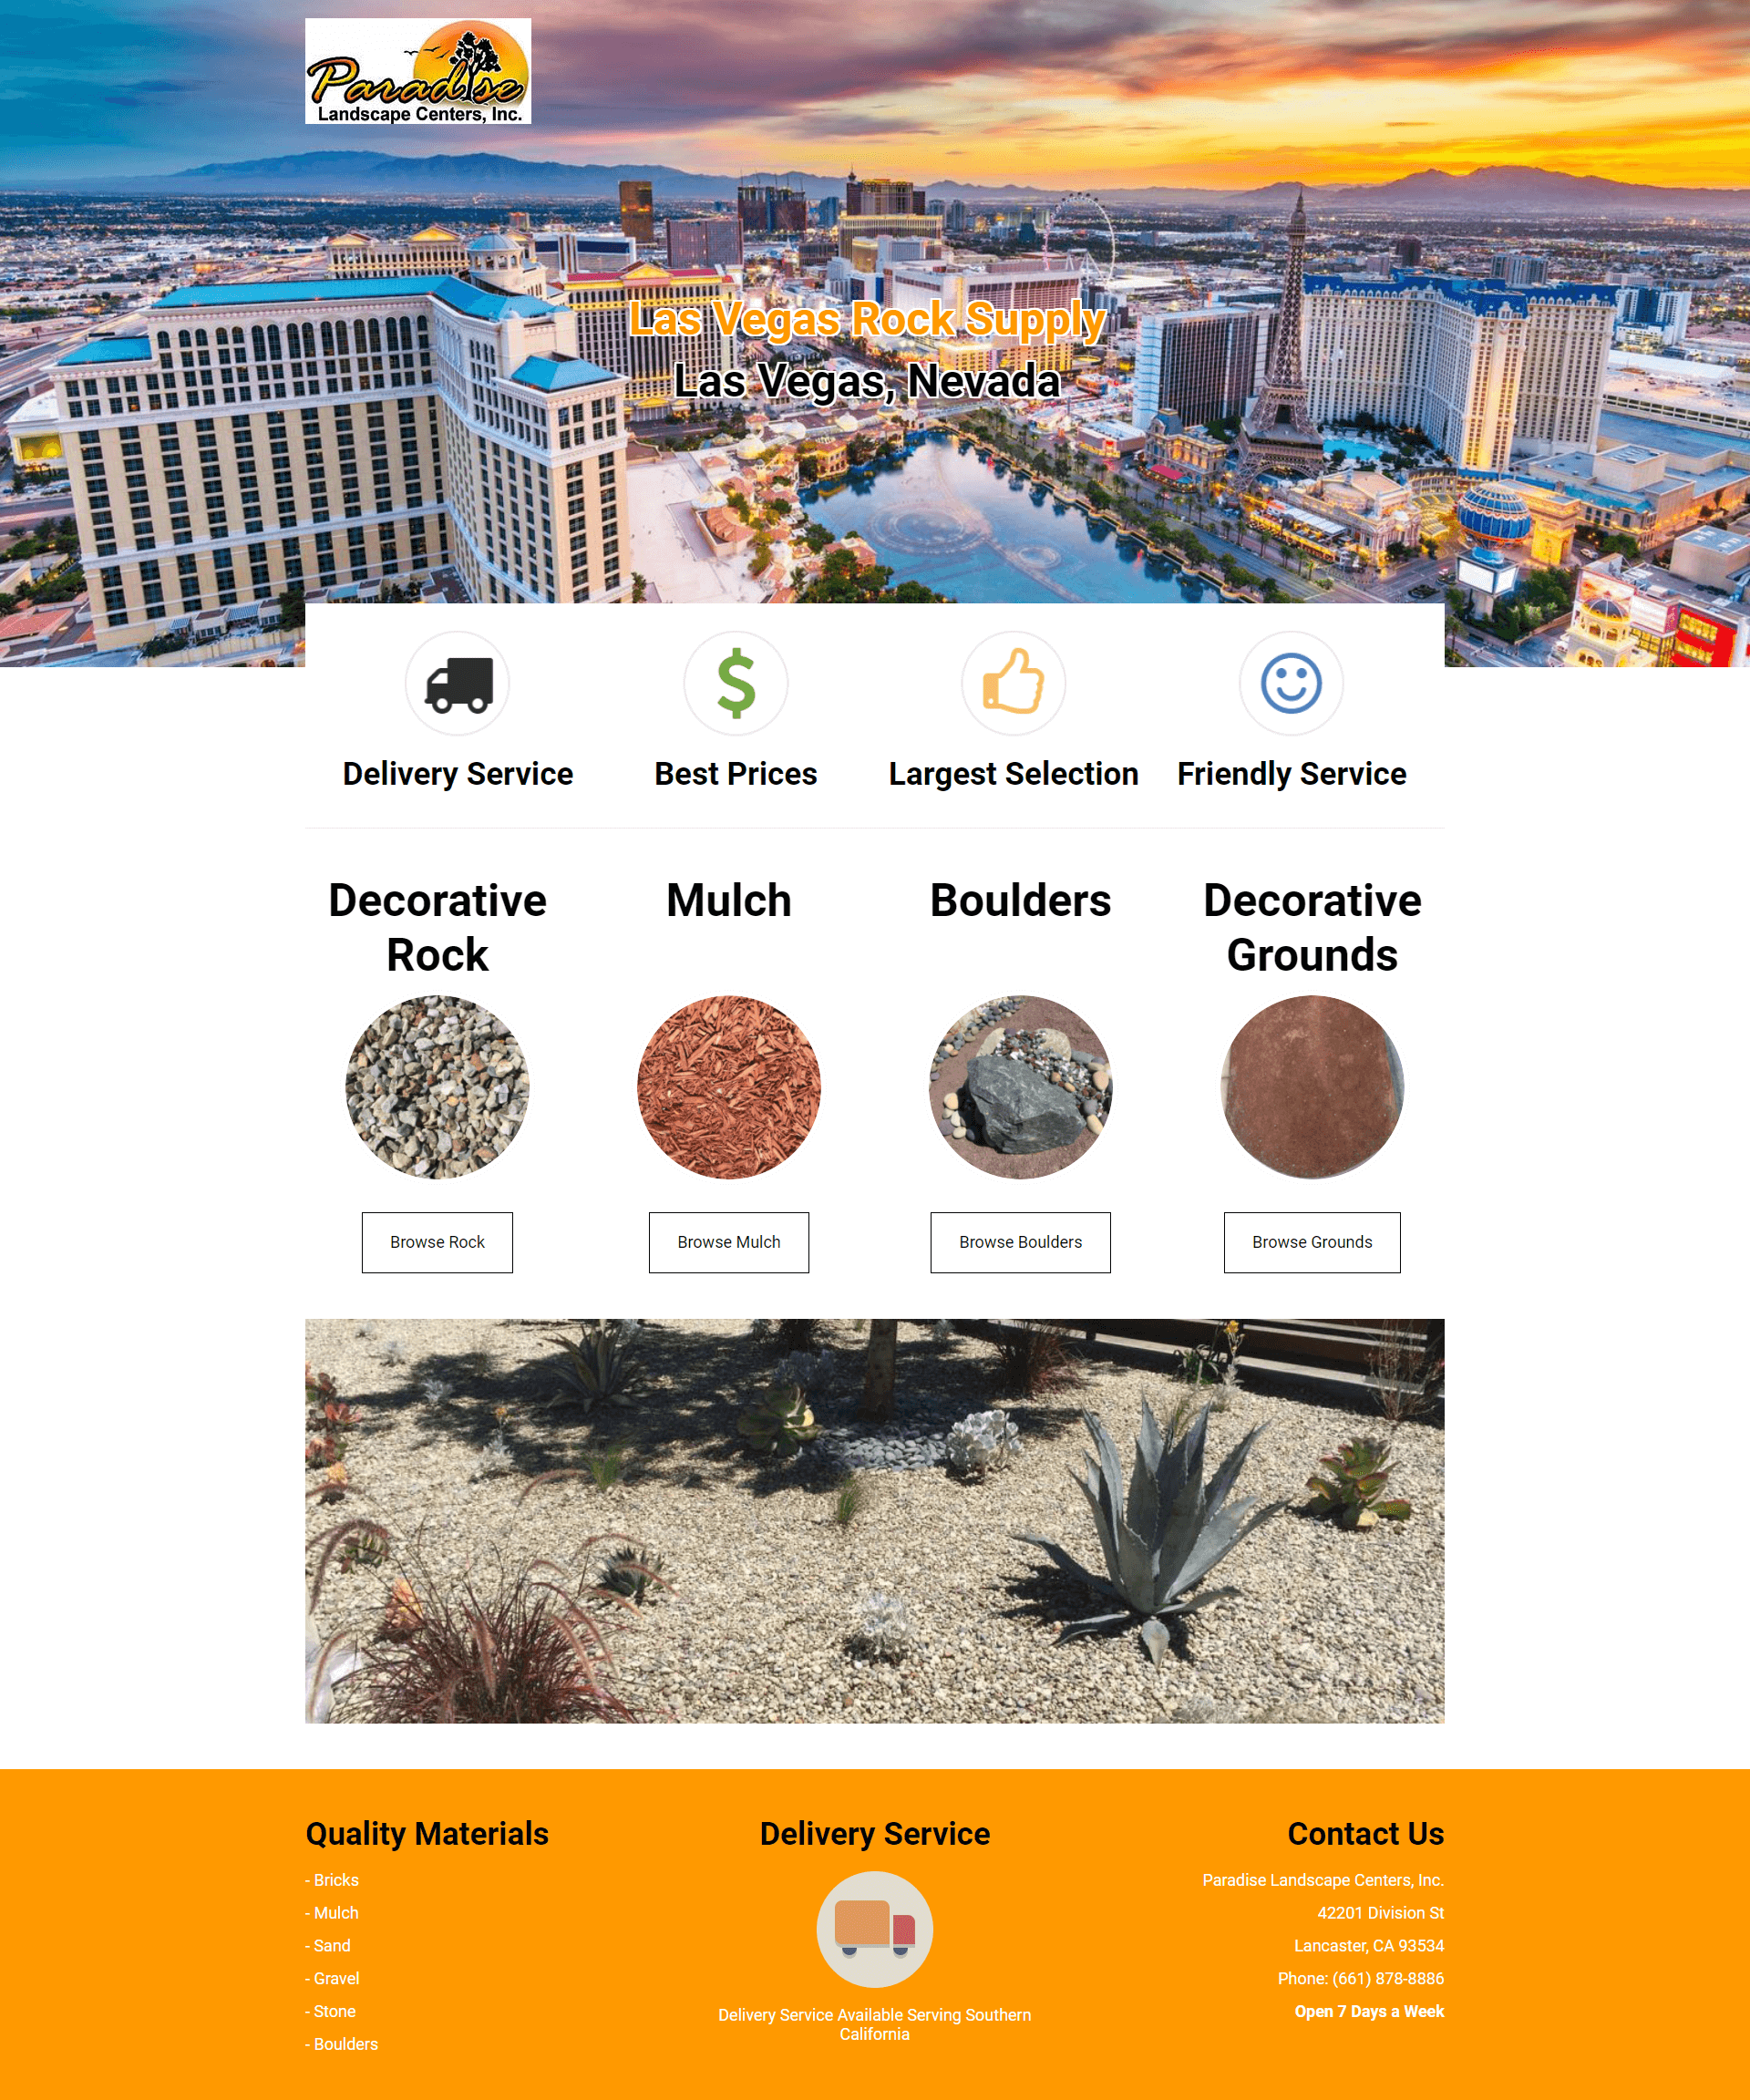 Paradise
Landscape Centers, Inc.
Las Vegas Rock Supply
Las Vegas, Nevada
Delivery Service
Best Prices
Largest Selection
Friendly Service
Decorative
Rock
Mulch
Boulders
Decorative
Grounds
Browse Rock
Browse Mulch
Browse Boulders
Browse Grounds
Quality Materials
- Bricks
- Mulch
- Sand
- Gravel
- Stone
- Boulders
Delivery Service
Delivery Service Available Serving Southern
California
Contact Us
Paradise Landscape Centers, Inc.
42201 Division St
Lancaster, CA 93534
Phone: (661) 878-8886
Open 7 Days a Week